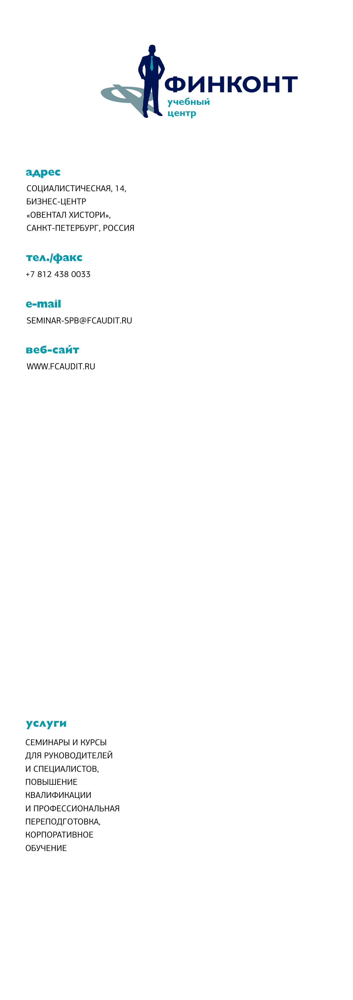 ФИНКОНТ
учебный
центр
адрес
СОЦИАЛИСТИЧЕСКАЯ, 14,
БИЗНЕС-ЦЕНТР
«ОВЕНТАЛ ХИСТОРИ»,
САНКТ-ПЕТЕРБУРГ, РОССИЯ
тел./факс
+7 812 438 0033
e-mail
SEMINAR-SPB@FCAUDIT.RU
веб-сайт
WWW.FCAUDIT.RU
услуги
СЕМИНАРЫ И КУРСЫ
ДЛЯ РУКОВОДИТЕЛЕЙ
И СПЕЦИАЛИСТОВ,
ПОВЫШЕНИЕ
КВАЛИФИКАЦИИ
И ПРОФЕССИОНАЛЬНАЯ
ПЕРЕПОДГОТОВКА,
КОРПОРАТИВНОЕ
ОБУЧЕНИЕ